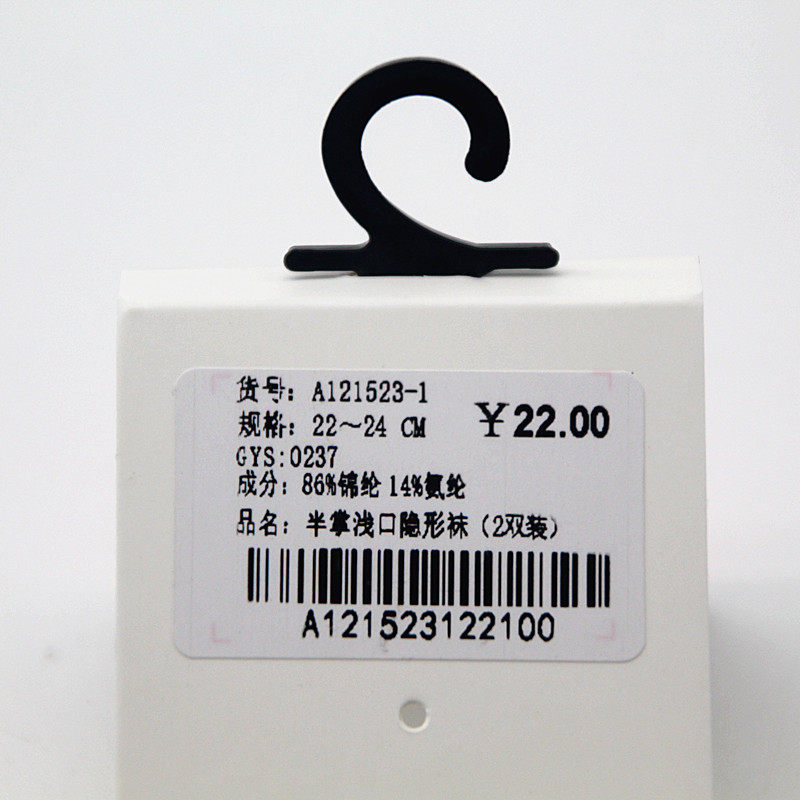 货号: A121523-1
规格: 22～24 CM
¥22.00
GYS:0237
成分: 86%锦纶 14%氨纶
品名: 半掌浅口隐形袜（2双装）
A121523122100